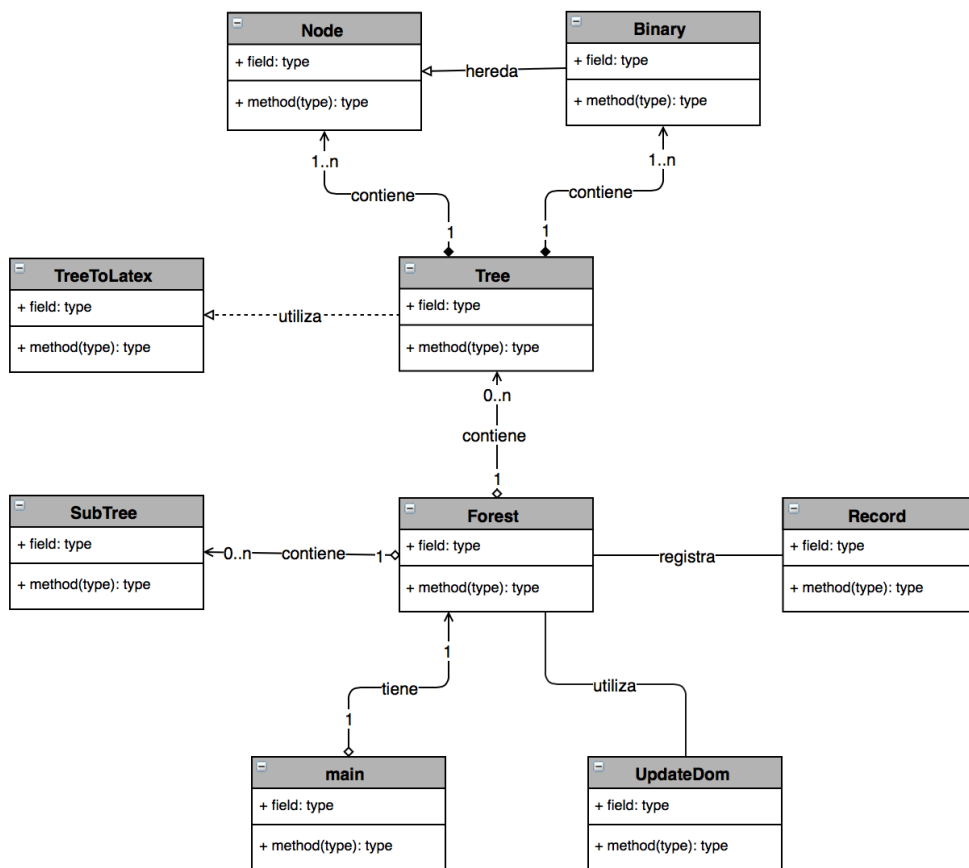 Node
+ field: type
+ method(type): type
Binary
+ field: type
+ method(type): type
hereda
1..n
contiene
1
1..n
contiene
1
TreeToLatex
+ field: type
+ method(type): type
utiliza
Tree
+ field: type
+ method(type): type
0..n
contiene
1
SubTree
+ field: type
+ method(type): type
0..n
contiene
1
Forest
+ field: type
+ method(type): type
registra
Record
+ field: type
+ method(type): type
1
tiene
1
utiliza
main
+ field: type
+ method(type): type
UpdateDom
+ field: type
+ method(type): type